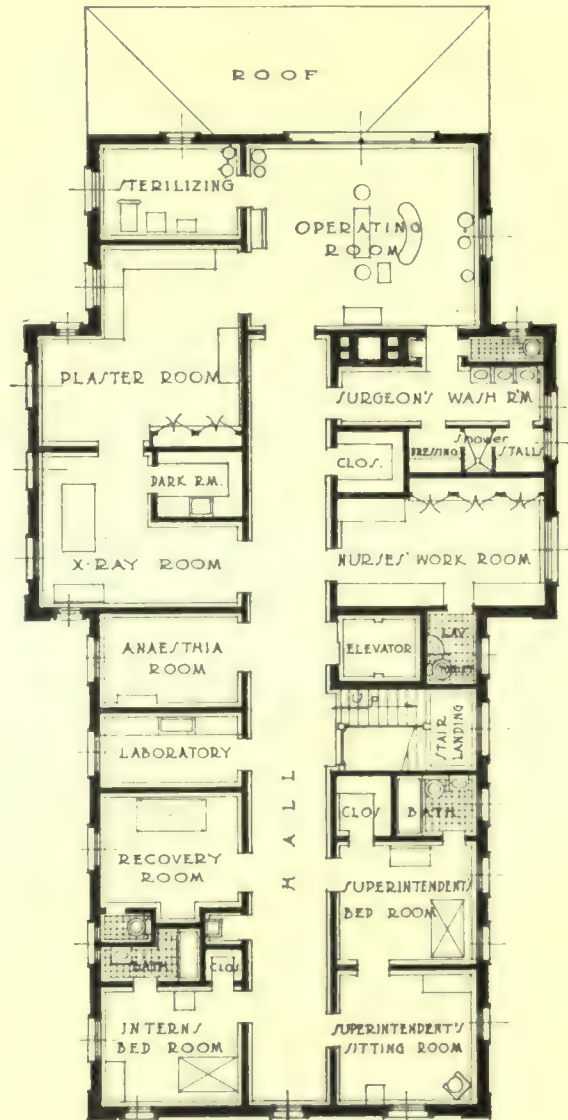 ROOF
STERILIZING
OPERATING
ROOM
PLASTER ROOM
SURGEON'S WASH R'M
DRESSING
Shower
STALLS
CLOS.
DARK RM.
X-RAY ROOM
NURSES' WORK ROOM
ANAESTHIA
ROOM
ELEVATOR
LAV
TOILET
UP
STAIR
LANDING
LABORATORY
HALL
CLOS
BATH
RECOVERY
ROOM
SUPERINTENDENT'S
BED ROOM
BATH
CLOS
INTERNS
BED ROOM
SUPERINTENDENT'S
SITTING ROOM